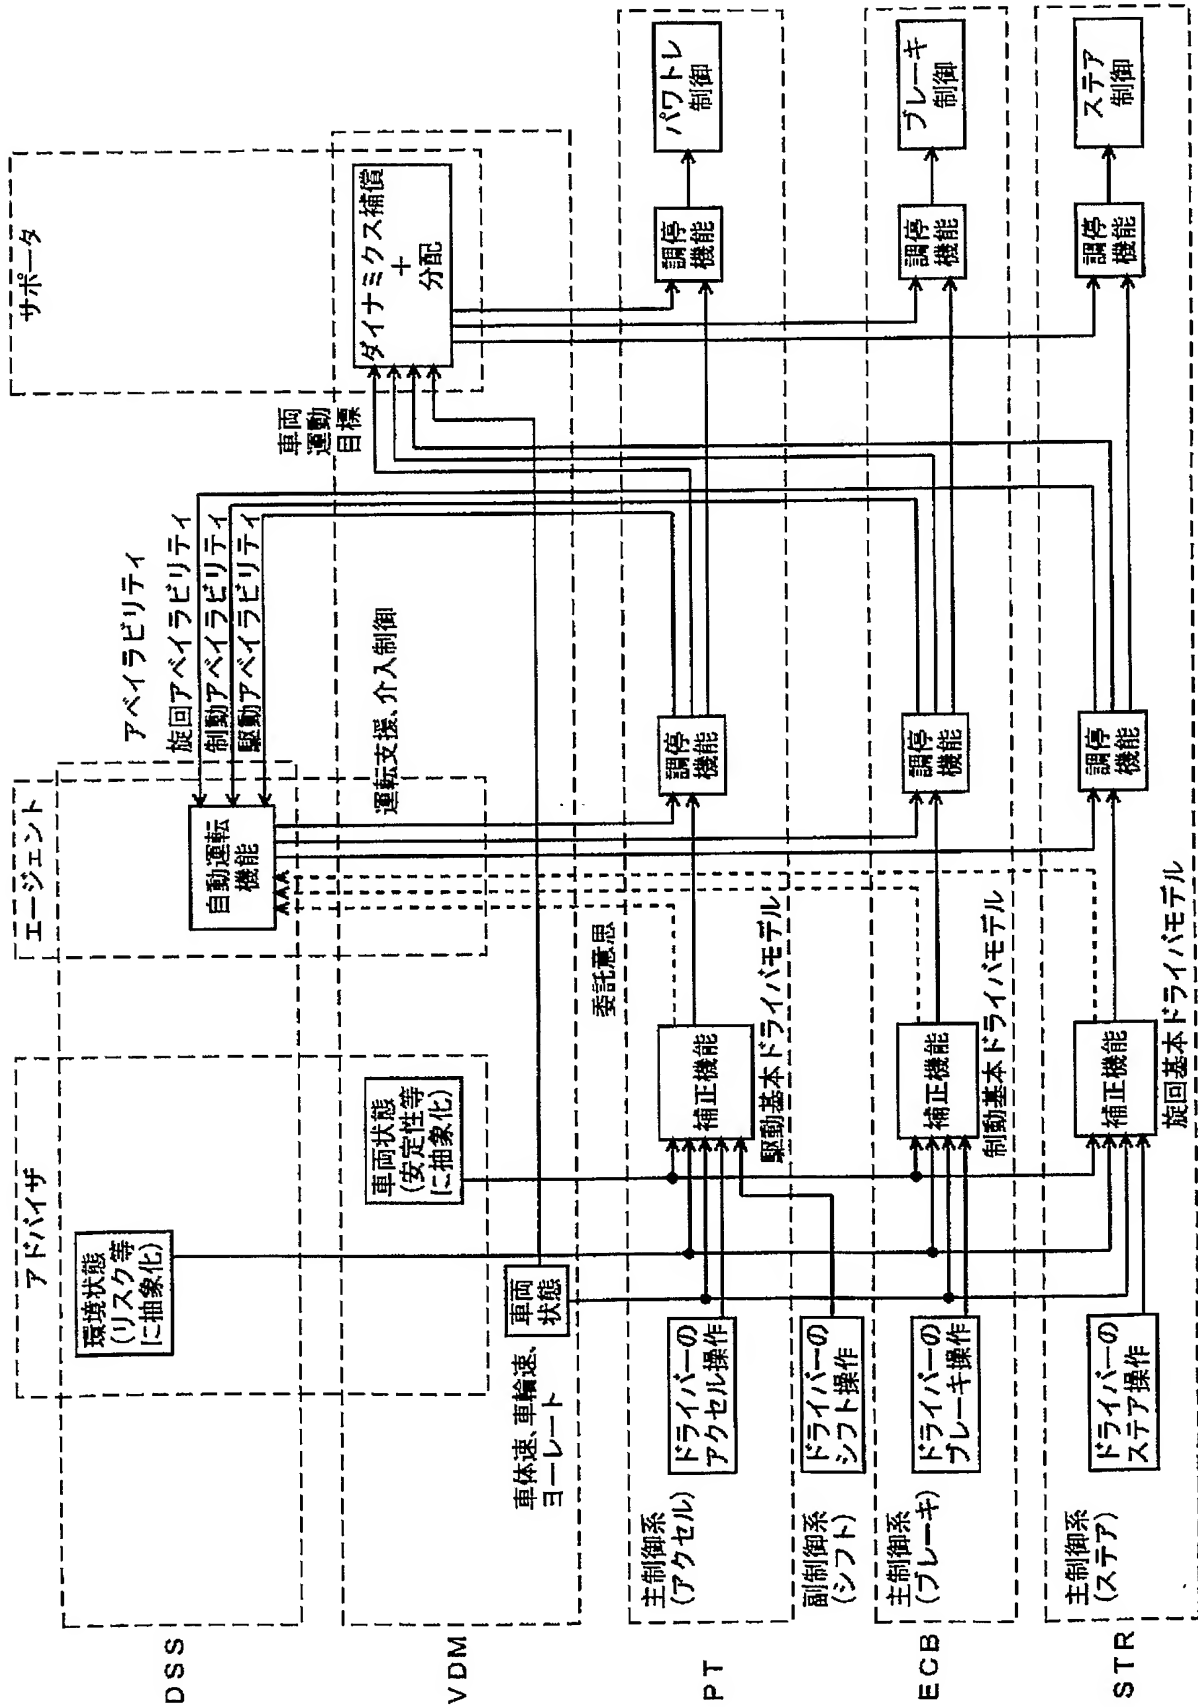 アドバイザ
エージェント
サポータ
DSS
環境状態
(リスク等
に抽象化)
自動運転
機能
アベイラビリティ
旋回アベイラビリティ
制動アベイラビリティ
駆動アベイラビリティ
車両
運動
目標
VDM
車両状態
(安定性等
に抽象化)
車両
状態
車体速、車輪速、
ヨーレート
運転支援、介入制御
ダイナミクス補償
+
分配
委託意思
PT
主制御系
(アクセル)
ドライバーの
アクセル操作
補正機能
駆動基本ドライバモデル
調停
機能
調停
機能
パワトレ
制御
副制御系
(シフト)
ドライバーの
シフト操作
ECB
主制御系
(ブレーキ)
ドライバーの
ブレーキ操作
補正機能
制動基本ドライバモデル
調停
機能
調停
機能
ブレーキ
制御
STR
主制御系
(ステア)
ドライバーの
ステア操作
補正機能
旋回基本ドライバモデル
調停
機能
調停
機能
ステア
制御